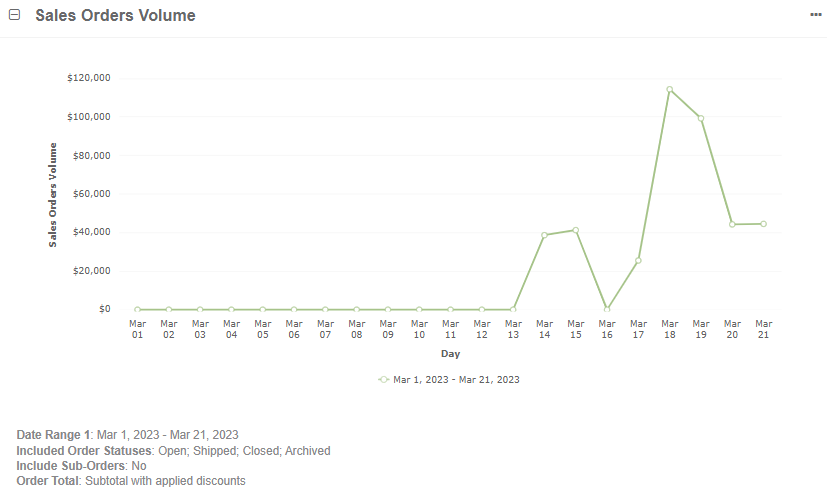 Sales Orders Volume
$120,000
$100,000
$80,000
$60,000
$40,000
$20,000
$0
Sales Orders Volume
Mar 01 Mar 02 Mar 03 Mar 04 Mar 05 Mar 06 Mar 07 Mar 08 Mar 09 Mar 10 Mar 11 Mar 12 Mar 13 Mar 14 Mar 15 Mar 16 Mar 17 Mar 18 Mar 19 Mar 20 Mar 21
Day
Mar 1, 2023 - Mar 21, 2023
Date Range 1: Mar 1, 2023 - Mar 21, 2023
Included Order Statuses: Open; Shipped; Closed; Archived
Include Sub-Orders: No
Order Total: Subtotal with applied discounts